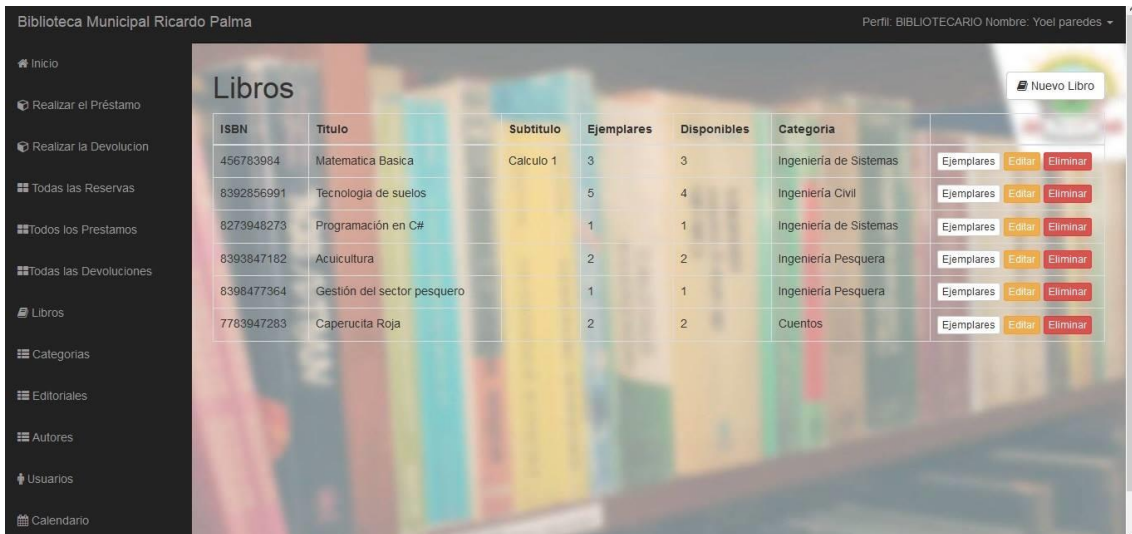 Biblioteca Municipal Ricardo Palma
Perfil: BIBLIOTECARIO Nombre: Yoel paredes
Inicio
Realizar el Préstamo
Realizar la Devolucion
Todas las Reservas
Todos los Prestamos
Todas las Devoluciones
Libros
Categorias
Editoriales
Autores
Usuarios
Calendario
Libros
Nuevo Libro
ISBN Titulo Subtitulo Ejemplares Disponibles Categoria
456783984 Matematica Basica Calculo 1 3 3 Ingeniería de Sistemas Ejemplares Editar Eliminar
8392856991 Tecnologia de suelos 5 4 Ingeniería Civil Ejemplares Editar Eliminar
8273948273 Programación en C# 1 1 Ingeniería de Sistemas Ejemplares Editar Eliminar
8393847182 Acuicultura 2 2 Ingeniería Pesquera Ejemplares Editar Eliminar
8398477364 Gestión del sector pesquero 1 1 Ingeniería Pesquera Ejemplares Editar Eliminar
7783947283 Caperucita Roja 2 2 Cuentos Ejemplares Editar Eliminar